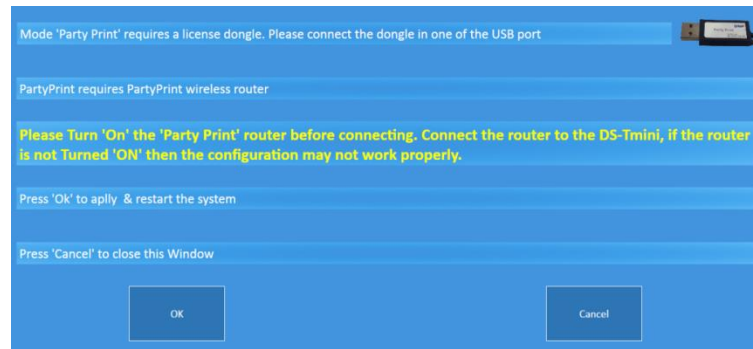 Mode 'Party Print' requires a license dongle. Please connect the dongle in one of the USB port
PartyPrint requires PartyPrint wireless router
Please Turn 'On' the 'Party Print' router before connecting. Connect the router to the DS-Tmini, if the router
is not Turned 'ON' then the configuration may not work properly.
Press 'Ok' to aplly & restart the system
Press 'Cancel' to close this Window
OK
Cancel